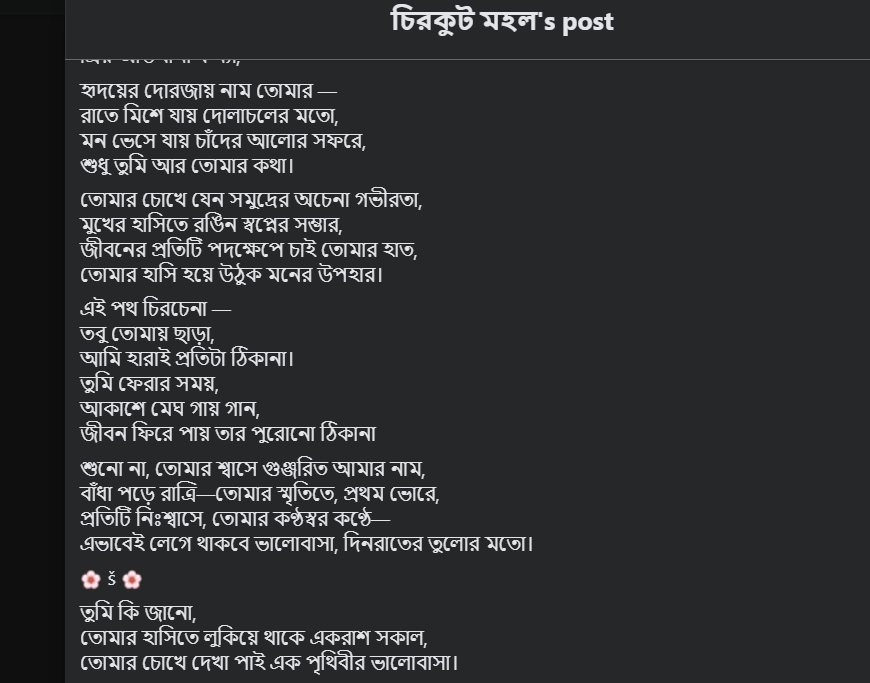 চিরকুট মহল's post
হৃদয়ের দোরজায় নাম তোমার —
রাতে মিশে যায় দোলাচলের মতো,
মন ভেসে যায় চাঁদের আলোর সফরে,
শুধু তুমি আর তোমার কথা।
তোমার চোখে যেন সমুদ্রের অচেনা গভীরতা,
মুখের হাসিতে রঙিন স্বপ্নের সম্ভার,
জীবনের প্রতিটি পদক্ষেপে চাই তোমার হাত,
তোমার হাসি হয়ে উঠুক মনের উপহার।
এই পথ চিরচেনা —
তবু তোমায় ছাড়া,
আমি হারাই প্রতিটা ঠিকানা।
তুমি ফেরার সময়,
আকাশে মেঘ গায় গান,
জীবন ফিরে পায় তার পুরোনো ঠিকানা
শুনো না, তোমার শ্বাসে গুঞ্জরিত আমার নাম,
বাঁধা পড়ে রাত্রি—তোমার স্মৃতিতে, প্রথম ভোরে,
প্রতিটি নিঃশ্বাসে, তোমার কণ্ঠস্বর কণ্ঠে—
এভাবেই লেগে থাকবে ভালোবাসা, দিনরাতের তুলোর মতো।
🌸 š 🌸
তুমি কি জানো,
তোমার হাসিতে লুকিয়ে থাকে একরাশ সকাল,
তোমার চোখে দেখা পাই এক পৃথিবীর ভালোবাসা।